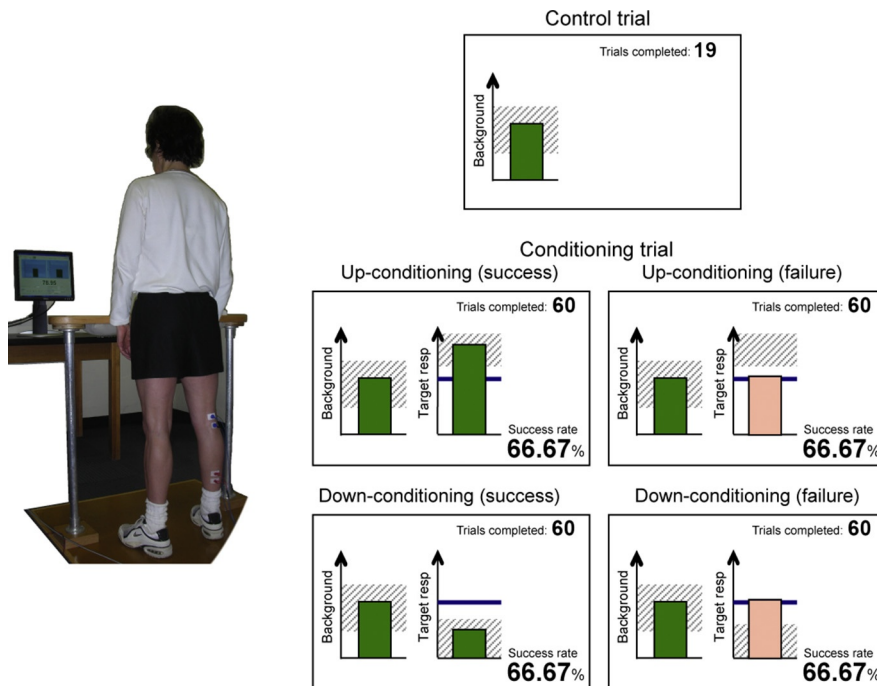 Control trial
Trials completed: 19
Background
Conditioning trial
Up-conditioning (success)
Trials completed: 60
Background
Target resp
Success rate
66.67%
Up-conditioning (failure)
Trials completed: 60
Background
Target resp
Success rate
66.67%
Down-conditioning (success)
Trials completed: 60
Background
Target resp
Success rate
66.67%
Down-conditioning (failure)
Trials completed: 60
Background
Target resp
Success rate
66.67%